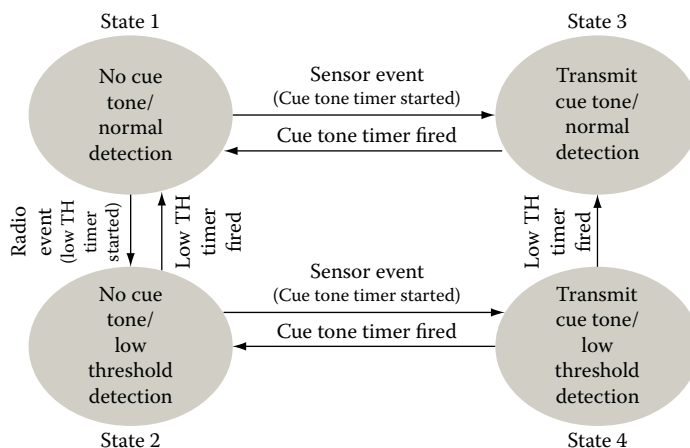 State 1
State 3
No cue
tone/
normal
detection
Sensor event
(Cue tone timer started)
Cue tone timer fired
Transmit
cue tone/
normal
detection
Radio
event
(low TH
timer
started)
Low TH
timer
fired
Low TH
timer
fired
No cue
tone/
low
threshold
detection
Sensor event
(Cue tone timer started)
Cue tone timer fired
Transmit
cue tone/
low
threshold
detection
State 2
State 4